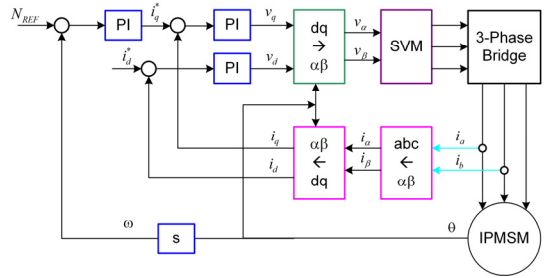 N_REF
PI
i_q^*
PI
v_q
dq
→
αβ
v_α
v_β
SVM
3-Phase
Bridge
i_d^*
PI
v_d
i_q
i_d
αβ
←
dq
i_α
i_β
abc
←
αβ
i_a
i_b
ω
s
θ
IPMSM